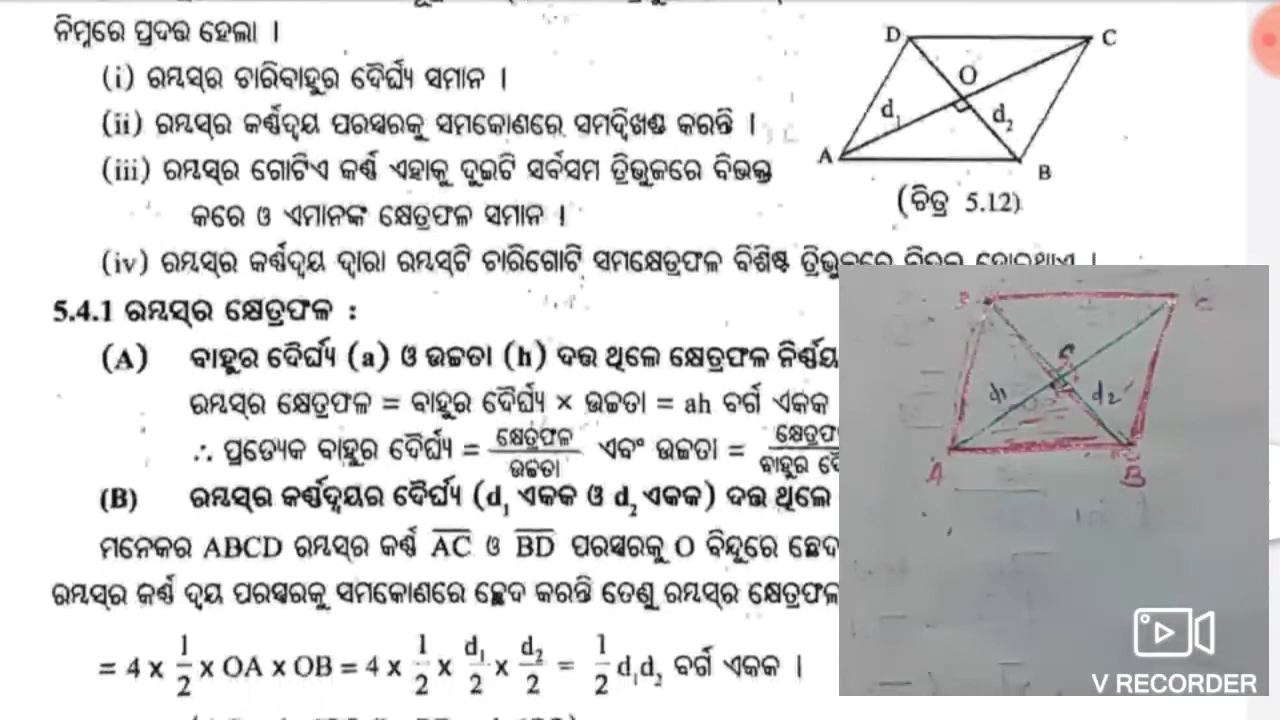 ନିମ୍ନରେ ପ୍ରଦତ୍ତ ହେଲା ।
(i) ରମ୍ବସ୍‌ର ଚାରିବାହୁର ଦୈର୍ଘ୍ୟ ସମାନ ।
(ii) ରମ୍ବସ୍‌ର କର୍ଣ୍ଣଦ୍ୱୟ ପରସ୍ପରକୁ ସମକୋଣରେ ସମଦ୍ୱିଖଣ୍ଡ କରନ୍ତି ।
(iii) ରମ୍ବସ୍‌ର ଗୋଟିଏ କର୍ଣ୍ଣ ଏହାକୁ ଦୁଇଟି ସର୍ବସମ ତ୍ରିଭୁଜରେ ବିଭକ୍ତ
କରେ ଓ ଏମାନଙ୍କ କ୍ଷେତ୍ରଫଳ ସମାନ ।
D
C
O
d₁
d₂
A
B
(ଚିତ୍ର 5.12)
(iv) ରମ୍ବସ୍‌ର କର୍ଣ୍ଣଦ୍ୱୟ ଦ୍ୱାରା ରମ୍ବସ୍‌ଟି ଚାରିଗୋଟି ସମକ୍ଷେତ୍ରଫଳ ବିଶିଷ୍ଟ
5.4.1 ରମ୍ବସ୍‌ର କ୍ଷେତ୍ରଫଳ :
(A) ବାହୁର ଦୈର୍ଘ୍ୟ (a) ଓ ଉଚ୍ଚତା (h) ଦତ୍ତ ଥିଲେ କ୍ଷେତ୍ରଫଳ ନିର୍ଣ୍ଣୟ
ରମ୍ବସ୍‌ର କ୍ଷେତ୍ରଫଳ = ବାହୁର ଦୈର୍ଘ୍ୟ × ଉଚ୍ଚତା = ah ବର୍ଗ ଏକକ
∴ ପ୍ରତ୍ୟେକ ବାହୁର ଦୈର୍ଘ୍ୟ = କ୍ଷେତ୍ରଫଳ / ଉଚ୍ଚତା ଏବଂ ଉଚ୍ଚତା = / ବାହୁର
(B) ରମ୍ବସ୍‌ର କର୍ଣ୍ଣଦ୍ୱୟର ଦୈର୍ଘ୍ୟ (d₁ ଏକକ ଓ d₂ ଏକକ) ଦତ୍ତ ଥିଲେ
ମନେକର ABCD ରମ୍ବସ୍‌ର କର୍ଣ୍ଣ A̅C̅ ଓ B̅D̅ ପରସ୍ପରକୁ O ବିନ୍ଦୁରେ ଛେଦ
ରମ୍ବସ୍‌ର କର୍ଣ୍ଣ ଦ୍ୱୟ ପରସ୍ପରକୁ ସମକୋଣରେ ଛେଦ କରନ୍ତି ତେଣୁ ରମ୍ବସ୍‌ର କ୍ଷେତ୍ରଫଳ
= 4 × 1/2 × OA × OB = 4 × 1/2 × d₁/2 × d₂/2 = 1/2 d₁d₂ ବର୍ଗ ଏକକ ।
d1
d2
A
B
V RECORDER